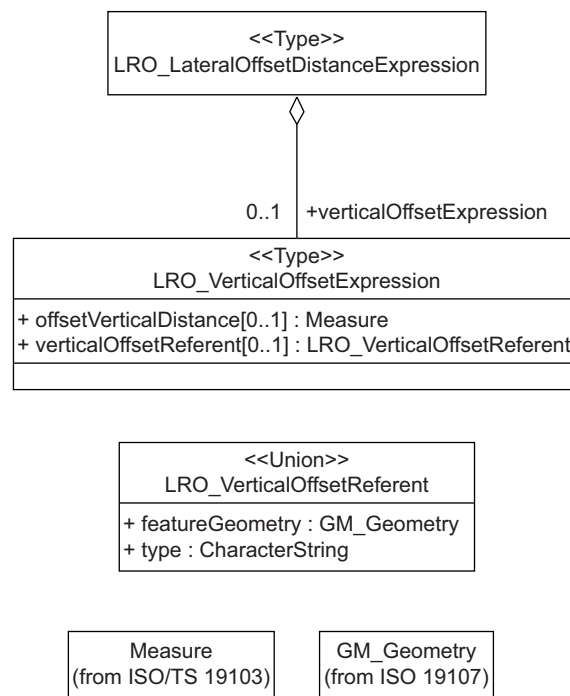 <<Type>>
LRO_LateralOffsetDistanceExpression
0..1 +verticalOffsetExpression
<<Type>>
LRO_VerticalOffsetExpression
+ offsetVerticalDistance[0..1] : Measure
+ verticalOffsetReferent[0..1] : LRO_VerticalOffsetReferent
<<Union>>
LRO_VerticalOffsetReferent
+ featureGeometry : GM_Geometry
+ type : CharacterString
Measure
(from ISO/TS 19103)
GM_Geometry
(from ISO 19107)